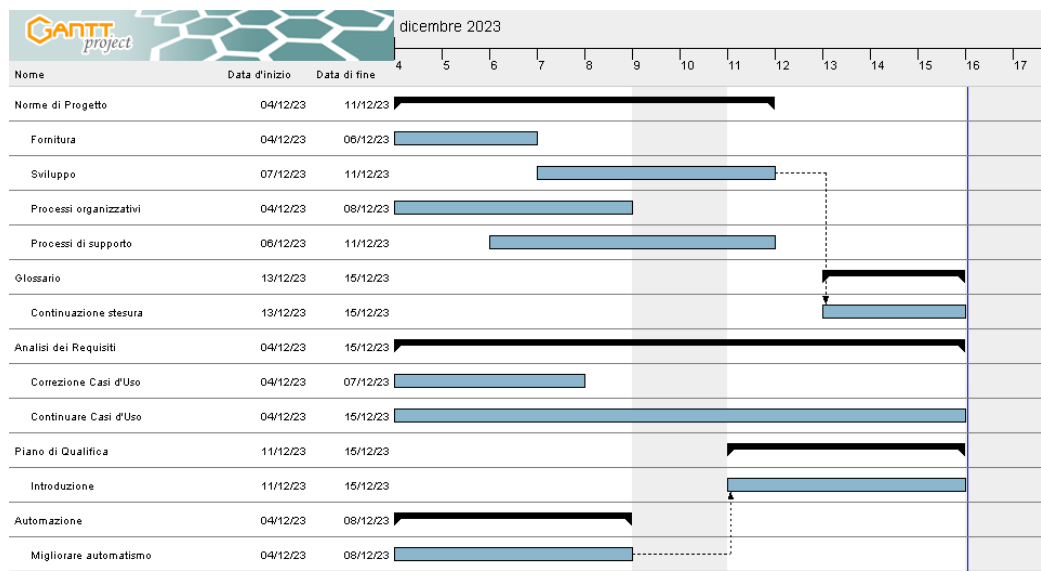 GANTT
project
dicembre 2023
4 5 6 7 8 9 10 11 12 13 14 15 16 17
Nome Data d'inizio Data di fine
Norme di Progetto 04/12/23 11/12/23
Fornitura 04/12/23 06/12/23
Sviluppo 07/12/23 11/12/23
Processi organizzativi 04/12/23 08/12/23
Processi di supporto 06/12/23 11/12/23
Glossario 13/12/23 15/12/23
Continuazione stesura 13/12/23 15/12/23
Analisi dei Requisiti 04/12/23 15/12/23
Correzione Casi d'Uso 04/12/23 07/12/23
Continuare Casi d'Uso 04/12/23 15/12/23
Piano di Qualifica 11/12/23 15/12/23
Introduzione 11/12/23 15/12/23
Automazione 04/12/23 08/12/23
Migliorare automatismo 04/12/23 08/12/23